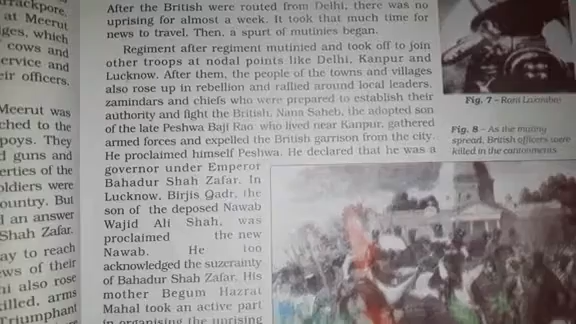 arrackpore.
at Meerut
ges, which
cows and
ervice and
eir officers.
Meerut was
ched to the
poys. They
d guns and
erties of the
oldiers were
ountry. But
l an answer
Shah Zafar.
ay to reach
ews of their
hi also rose
illed, arms
Triumphant
After the British were routed from Delhi, there was no
uprising for almost a week. It took that much time for
news to travel. Then, a spurt of mutinies began.
Regiment after regiment mutinied and took off to join
other troops at nodal points like Delhi, Kanpur and
Lucknow. After them, the people of the towns and villages
also rose up in rebellion and rallied around local leaders,
zamindars and chiefs who were prepared to establish their
authority and fight the British. Nana Saheb, the adopted son
of the late Peshwa Baji Rao who lived near Kanpur, gathered
armed forces and expelled the British garrison from the city.
He proclaimed himself Peshwa. He declared that he was a
governor under Emperor
Bahadur Shah Zafar. In
Lucknow, Birjis Qadr, the
son of the deposed Nawab
Wajid Ali Shah, was
proclaimed the new
Nawab. He too
acknowledged the suzerainty
of Bahadur Shah Zafar. His
mother Begum Hazrat
Mahal took an active part
in organising the uprising
Fig. 7 – Rani Laxmibai
Fig. 8 – As the mutiny
spread, British officers were
killed in the cantonments